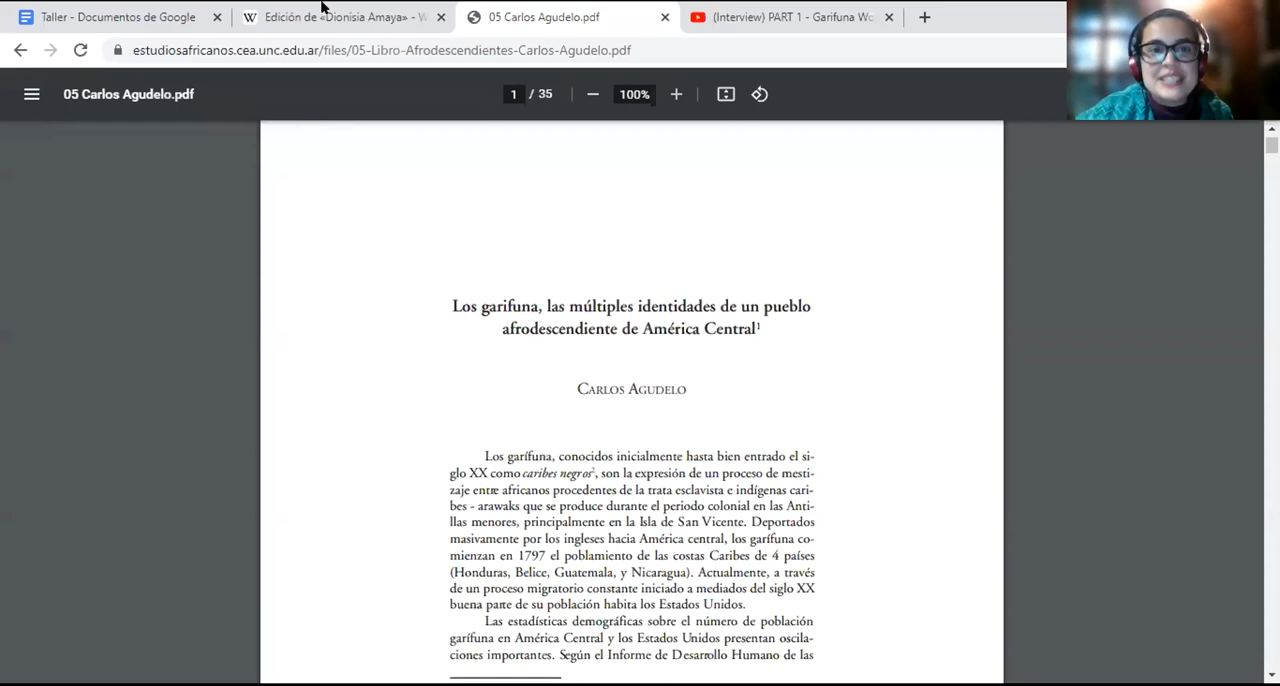 Taller - Documentos de Google
Edición de «Dionisia Amaya» - W
05 Carlos Agudelo.pdf
(Interview) PART 1 - Garifuna Wo
estudiosafricanos.cea.unc.edu.ar/files/05-Libro-Afrodescendientes-Carlos-Agudelo.pdf
05 Carlos Agudelo.pdf
1 / 35
100%
Los garifuna, las múltiples identidades de un pueblo
afrodescendiente de América Central¹
Carlos Agudelo
Los garífuna, conocidos inicialmente hasta bien entrado el si-
glo XX como caribes negros², son la expresión de un proceso de mesti-
zaje entre africanos procedentes de la trata esclavista e indígenas cari-
bes - arawaks que se produce durante el periodo colonial en las Anti-
llas menores, principalmente en la Isla de San Vicente. Deportados
masivamente por los ingleses hacia América central, los garífuna co-
mienzan en 1797 el poblamiento de las costas Caribes de 4 países
(Honduras, Belice, Guatemala, y Nicaragua). Actualmente, a través
de un proceso migratorio constante iniciado a mediados del siglo XX
buena parte de su población habita los Estados Unidos.
Las estadísticas demográficas sobre el número de población
garífuna en América Central y los Estados Unidos presentan oscila-
ciones importantes. Según el Informe de Desarrollo Humano de las